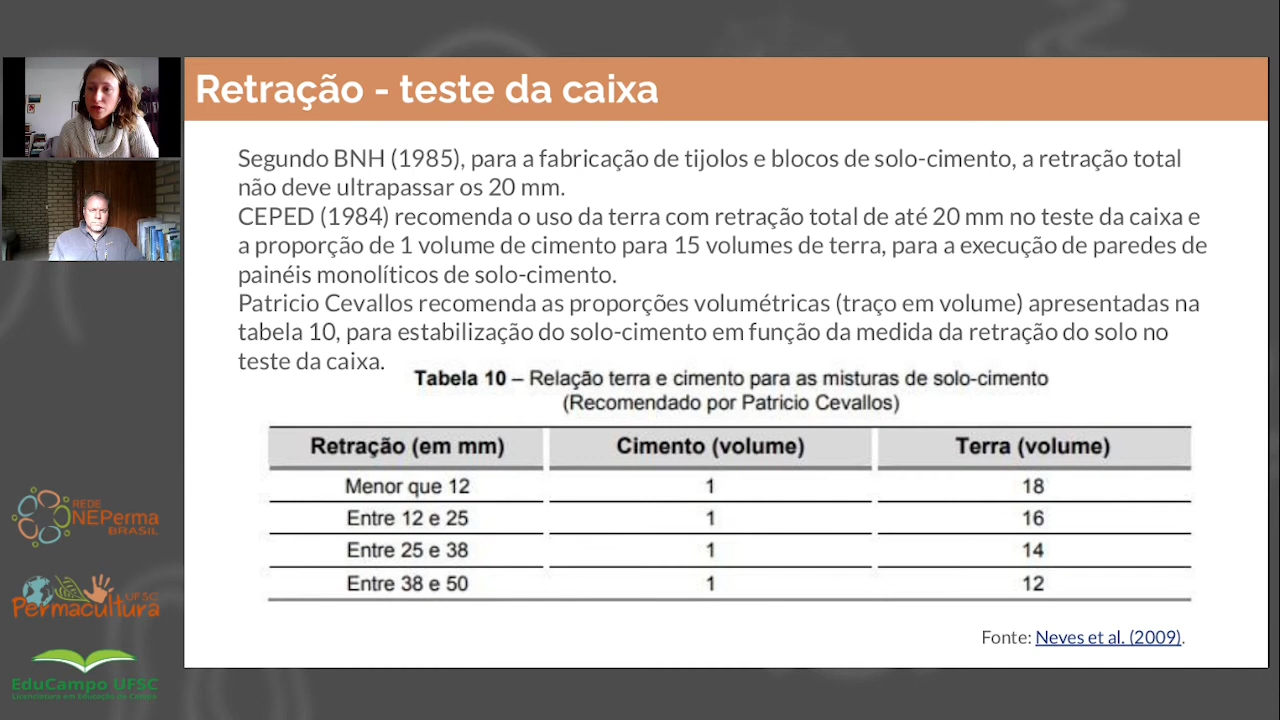 Retração - teste da caixa
Segundo BNH (1985), para a fabricação de tijolos e blocos de solo-cimento, a retração total
não deve ultrapassar os 20 mm.
CEPED (1984) recomenda o uso da terra com retração total de até 20 mm no teste da caixa e
a proporção de 1 volume de cimento para 15 volumes de terra, para a execução de paredes de
painéis monolíticos de solo-cimento.
Patricio Cevallos recomenda as proporções volumétricas (traço em volume) apresentadas na
tabela 10, para estabilização do solo-cimento em função da medida da retração do solo no
teste da caixa.
Tabela 10 – Relação terra e cimento para as misturas de solo-cimento
(Recomendado por Patricio Cevallos)
Retração (em mm) Cimento (volume) Terra (volume)
Menor que 12 1 18
Entre 12 e 25 1 16
Entre 25 e 38 1 14
Entre 38 e 50 1 12
Fonte: Neves et al. (2009).
REDE
NEPerma
BRASIL
UFSC
Permacultura
EduCampo UFSC
Licenciatura em Educação do Campo